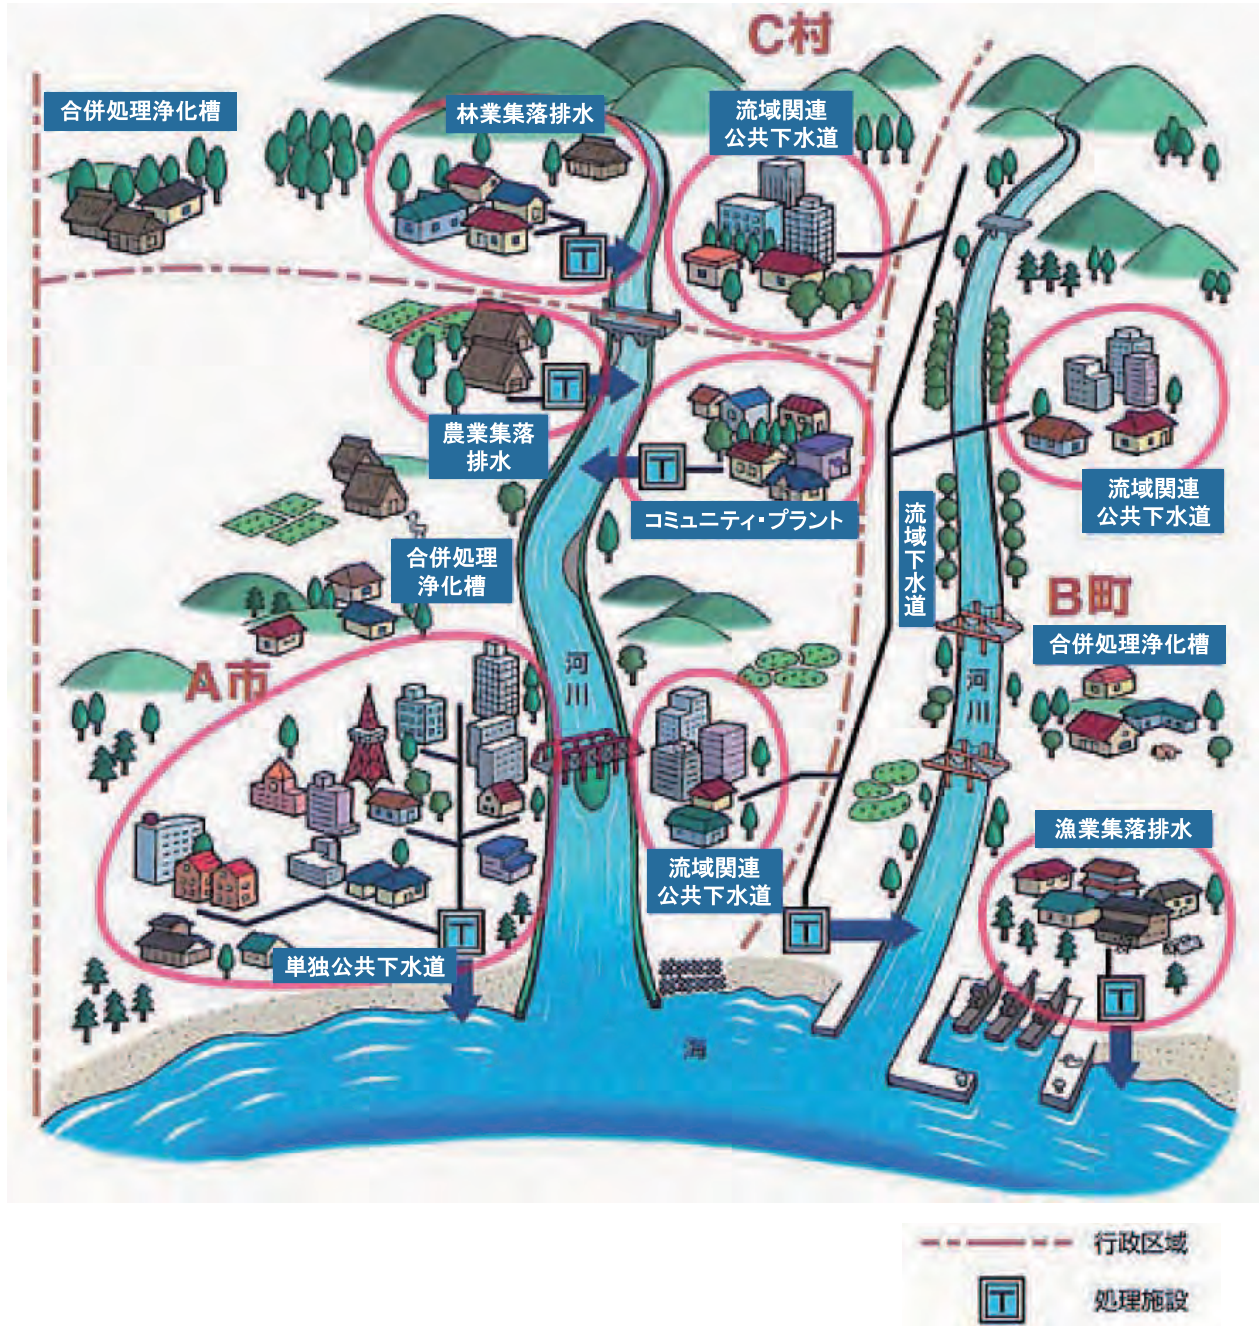 C村
合併処理浄化槽
林業集落排水
流域関連
公共下水道
T
T
農業集落
排水
T
コミュニティ・プラント
流域関連
公共下水道
流域下水道
合併処理
浄化槽
B町
合併処理浄化槽
A市
河川
河川
漁業集落排水
流域関連
公共下水道
T
T
単独公共下水道
T
海
行政区域
T
処理施設